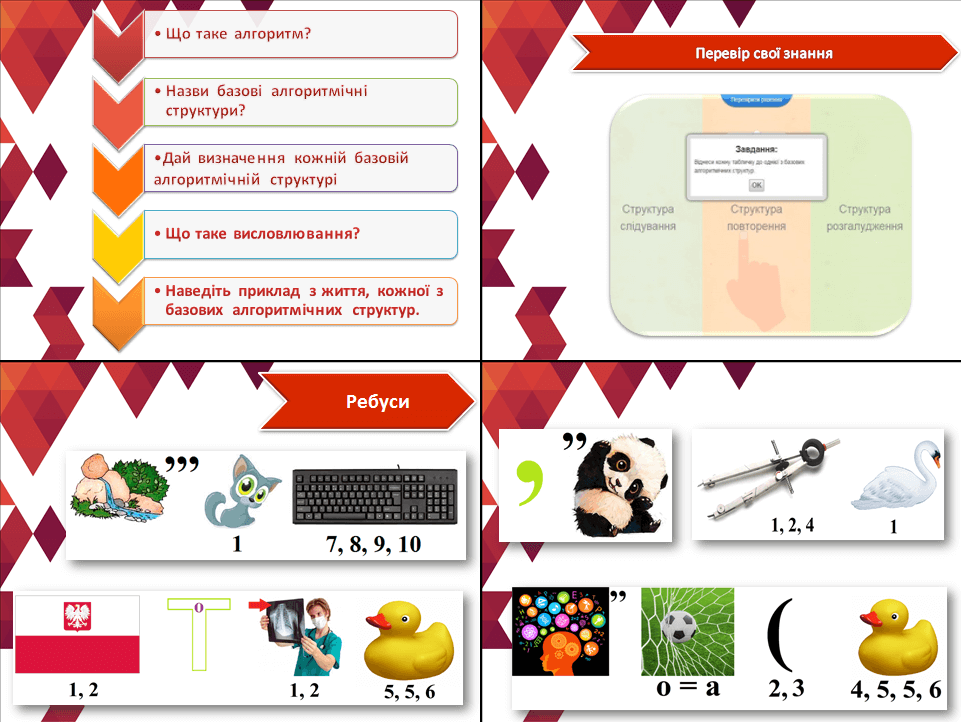 • Що таке алгоритм?
• Назви базові алгоритмічні
структури?
•Дай визначення кожній базовій
алгоритмічній структурі
• Що таке висловлювання?
• Наведіть приклад з життя, кожної з
базових алгоритмічних структур.
Перевір свої знання
Перевірити рішення
Завдання:
Віднеси кожну табличку до однієї з базових
алгоритмічних структур.
OK
Структура
слідування
Структура
повторення
Структура
розгалудження
Ребуси
’’’
1
7, 8, 9, 10
о
Т
1, 2
1, 2
5, 5, 6
,
’’
1, 2, 4
1
’’
о = а
(
2, 3
4, 5, 5, 6